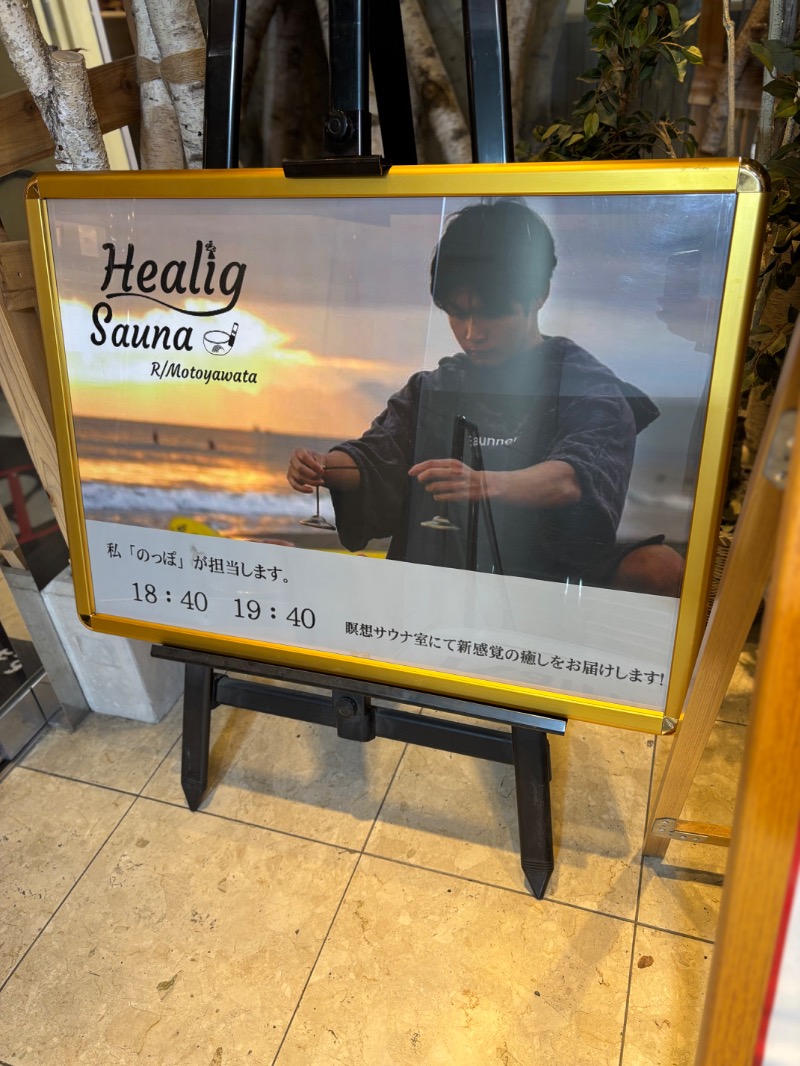 Healig
Sauna
R/Motoyawata
Saunner
私「のっぽ」が担当します。
18：40 19：40
瞑想サウナ室にて新感覚の癒しをお届けします!